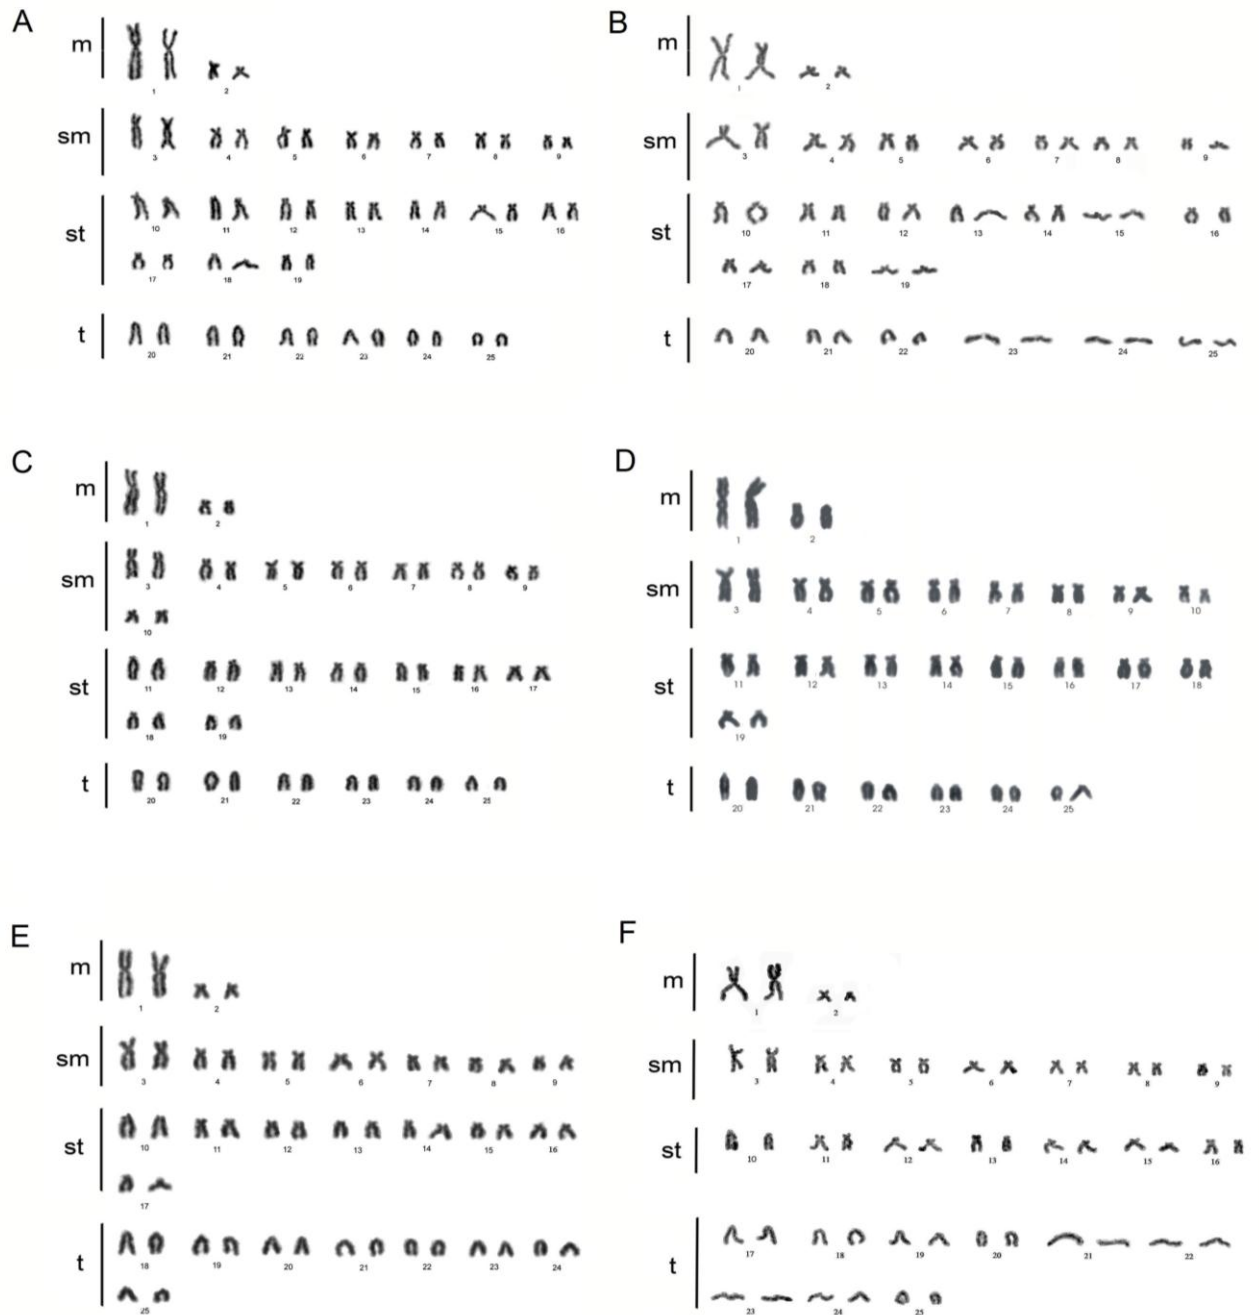 A
m
1 2
sm
3 4 5 6 7 8 9
st
10 11 12 13 14 15 16
17 18 19
t
20 21 22 23 24 25
B
m
1 2
sm
3 4 5 6 7 8 9
st
10 11 12 13 14 15 16
17 18 19
t
20 21 22 23 24 25
C
m
1 2
sm
3 4 5 6 7 8 9
10
st
11 12 13 14 15 16 17
18 19
t
20 21 22 23 24 25
D
m
1 2
sm
3 4 5 6 7 8 9 10
st
11 12 13 14 15 16 17 18
19
t
20 21 22 23 24 25
E
m
1 2
sm
3 4 5 6 7 8 9
st
10 11 12 13 14 15 16
17
t
18 19 20 21 22 23 24
25
F
m
1 2
sm
3 4 5 6 7 8 9
st
10 11 12 13 14 15 16
t
17 18 19 20 21 22
23 24 25